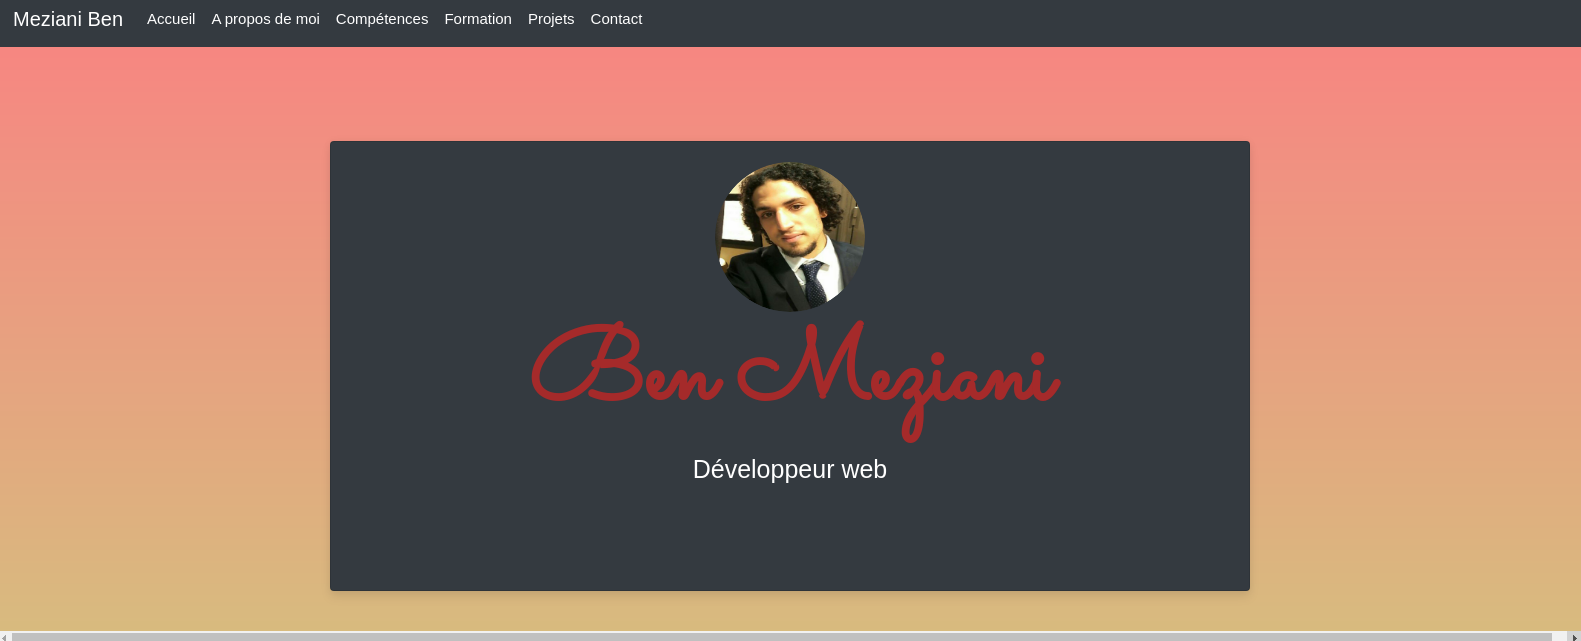 Meziani Ben Accueil A propos de moi Compétences Formation Projets Contact
Ben Meziani
Développeur web